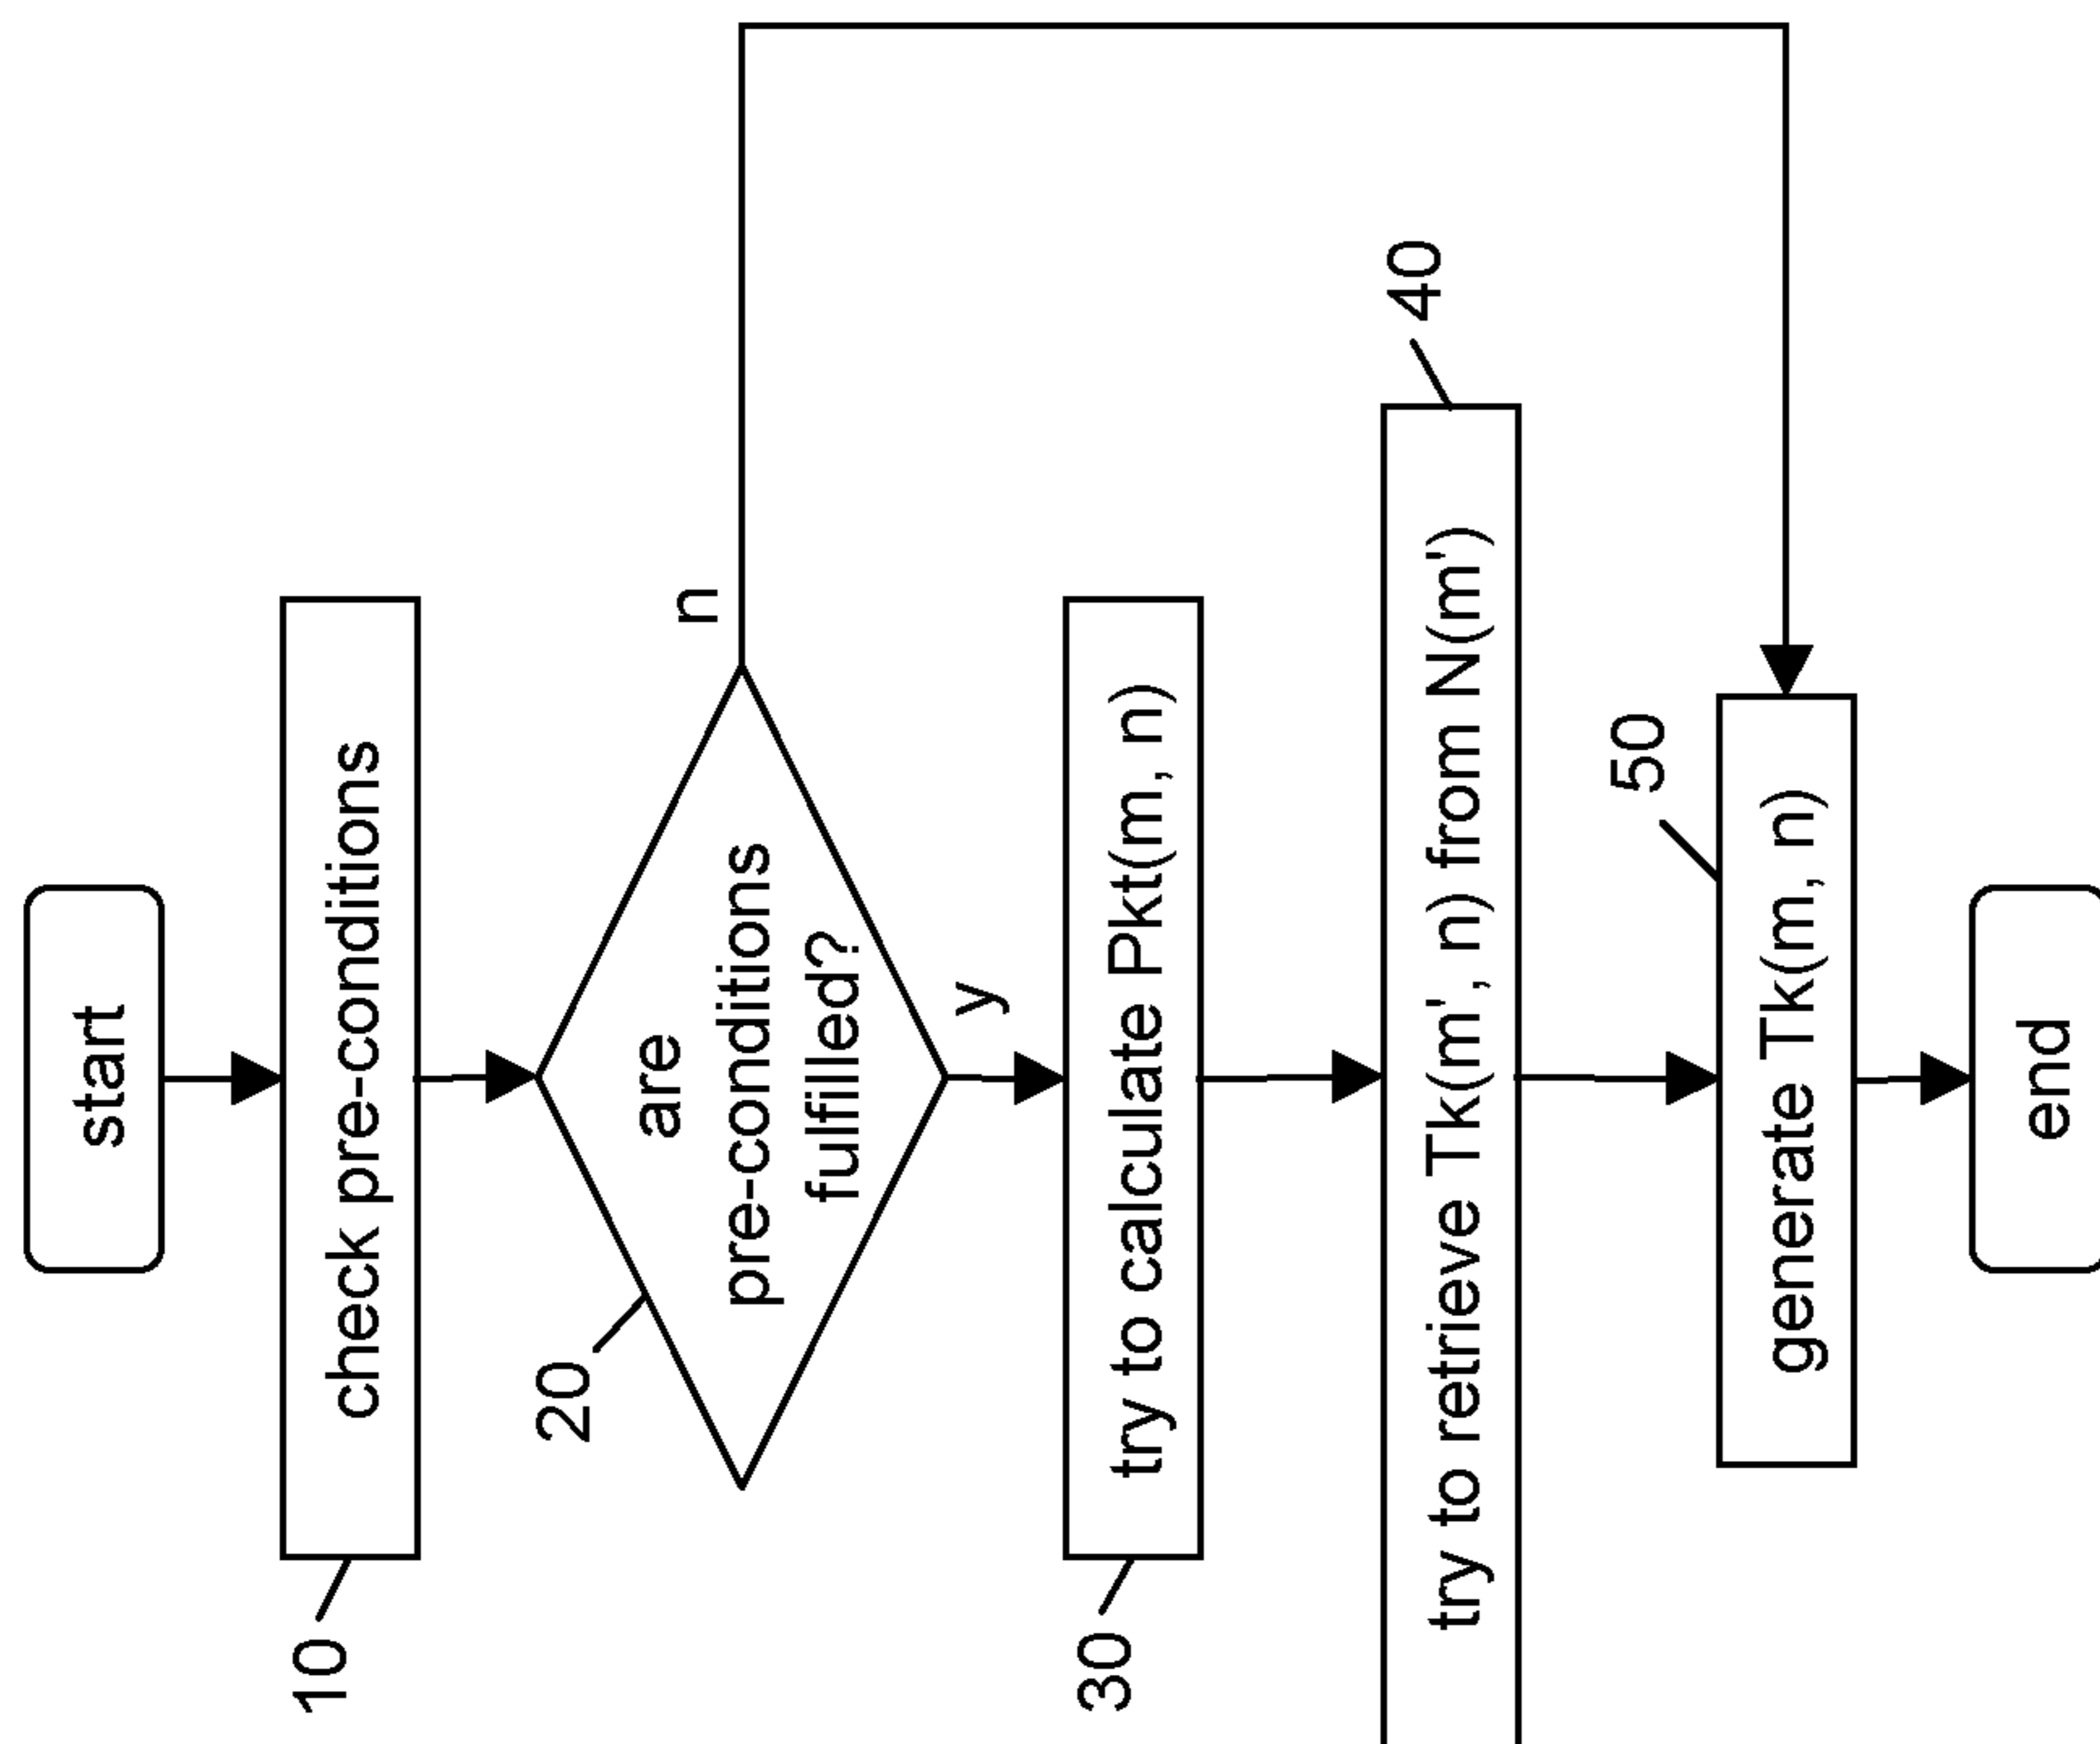 start
check pre-conditions
10
are
pre-conditions
fulfilled?
20
n
y
try to calculate Pkt(m, n)
30
try to retrieve Tk(m', n) from N(m')
40
generate Tk(m, n)
50
end